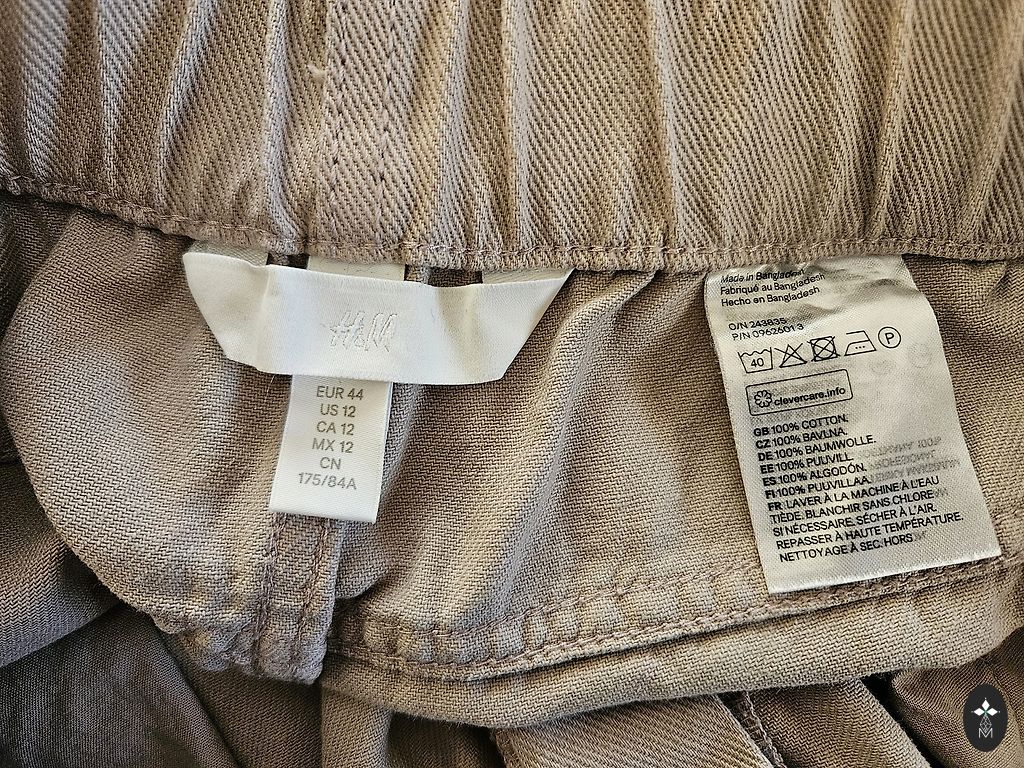 H&M
EUR 44
US 12
CA 12
MX 12
CN
175/84A
Made in Bangladesh
Fabriqué au Bangladesh
Hecho en Bangladesh
O/N 243835
P/N 0962601 3
40
P
clevercare.info
GB 100% COTTON.
CZ 100% BAVLNA.
DE 100% BAUMWOLLE.
EE 100% PUUVILL.
ES 100% ALGODÓN.
FI 100% PUUVILLAA.
FR LAVER À LA MACHINE À L'EAU
TIÈDE. BLANCHIR SANS CHLORE
SI NÉCESSAIRE. SÉCHER À L'AIR.
REPASSER À HAUTE TEMPÉRATURE.
NETTOYAGE À SEC. HORS
M